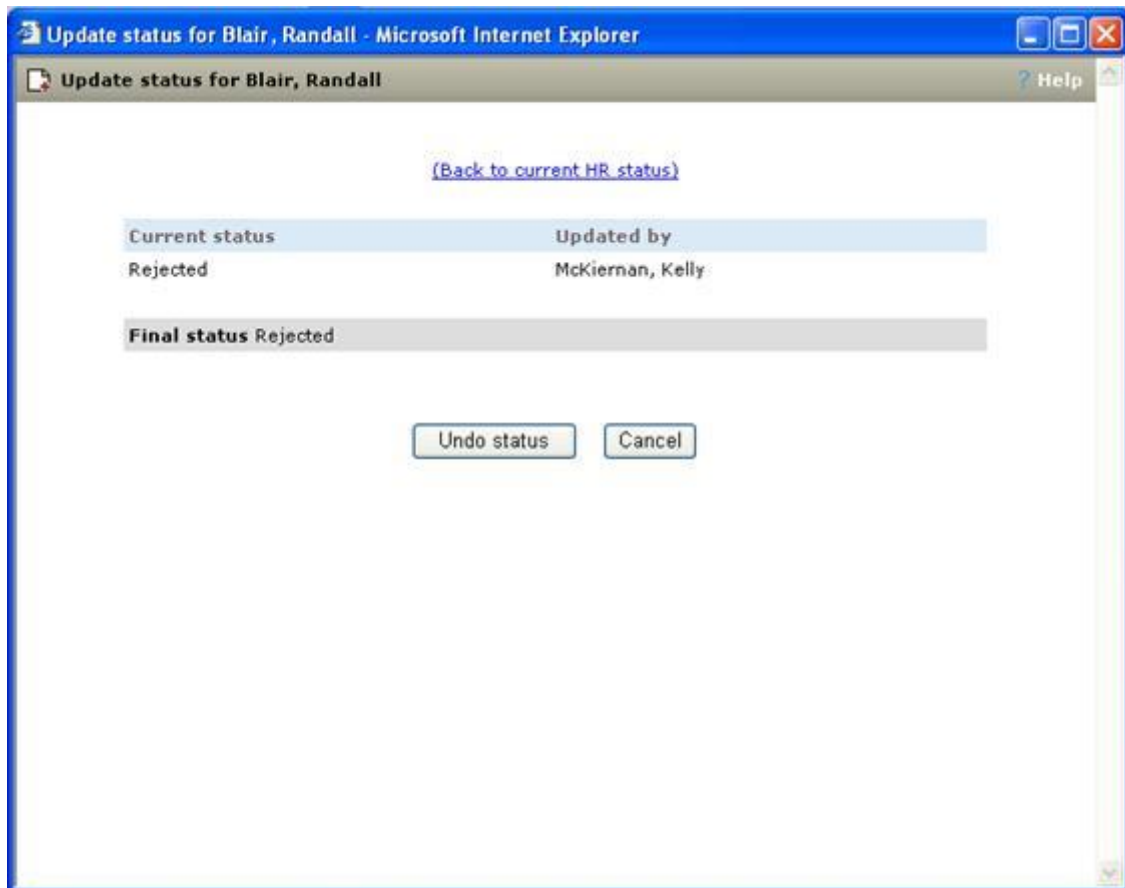 Update status for Blair, Randall - Microsoft Internet Explorer
Update status for Blair, Randall ? Help
(Back to current HR status)
Current status Updated by
Rejected McKiernan, Kelly
Final status Rejected
Undo status Cancel